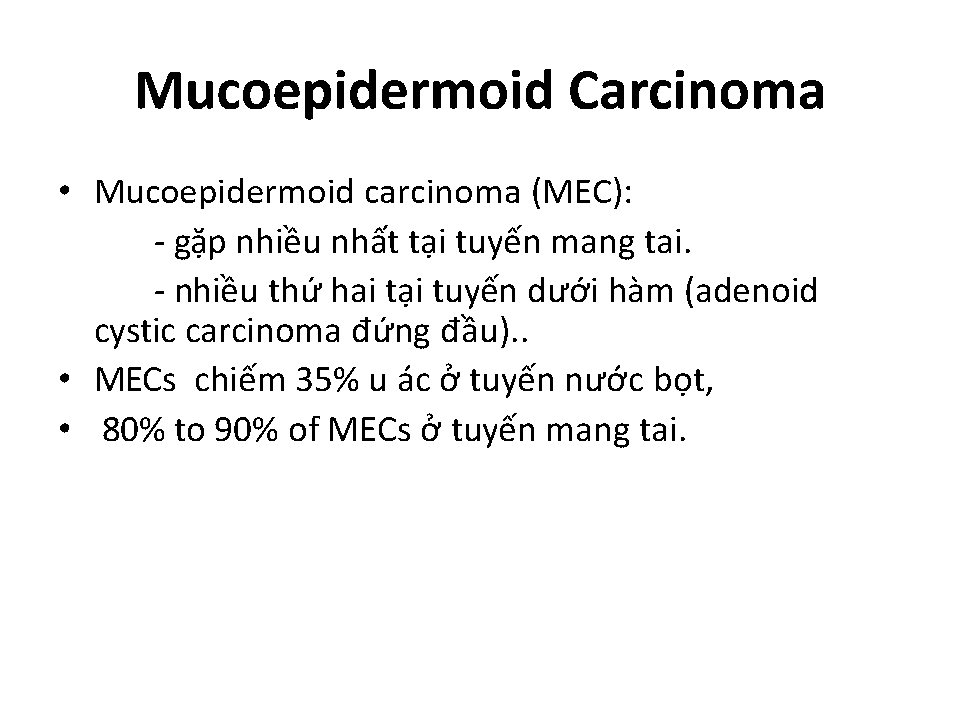 Mucoepidermoid Carcinoma
• Mucoepidermoid carcinoma (MEC):
- gặp nhiều nhất tại tuyến mang tai.
- nhiều thứ hai tại tuyến dưới hàm (adenoid
cystic carcinoma đứng đầu)..
• MECs chiếm 35% u ác ở tuyến nước bọt,
• 80% to 90% of MECs ở tuyến mang tai.